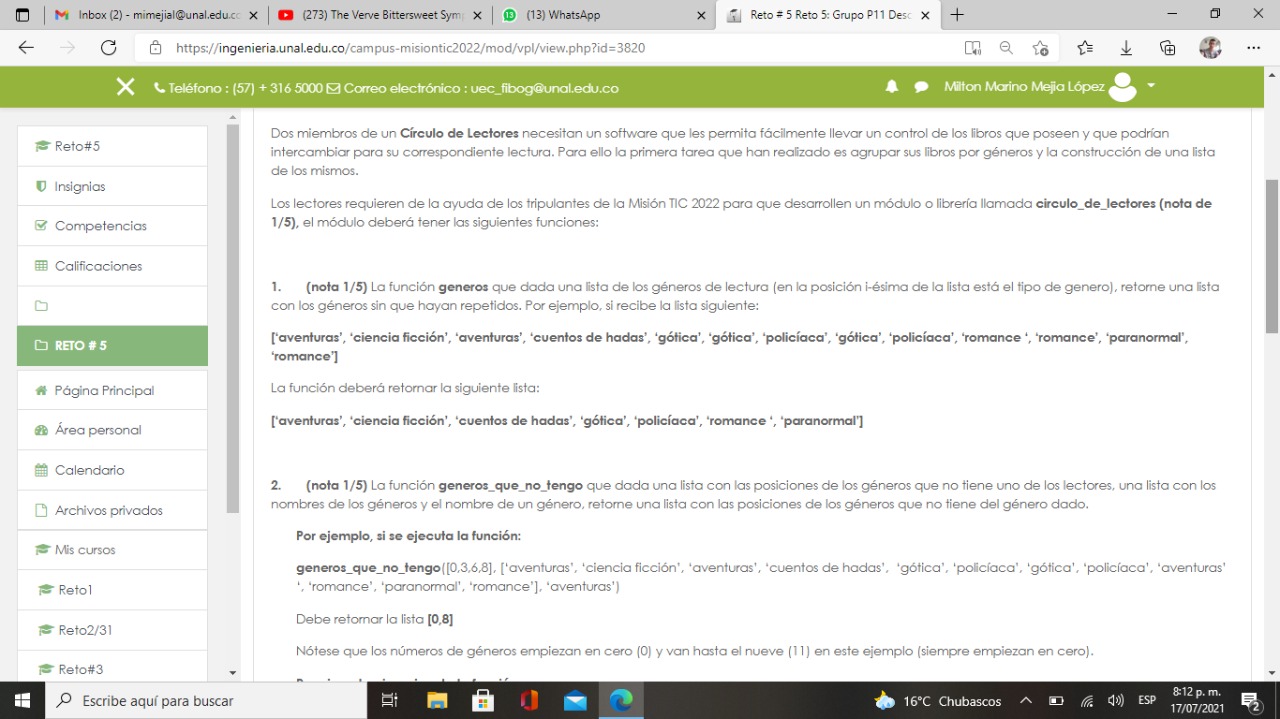 Inbox (2) - mimejial@unal.edu.cc
(273) The Verve Bittersweet Sym
(13) WhatsApp
Reto # 5 Reto 5: Grupo P11 Desc
https://ingenieria.unal.edu.co/campus-misiontic2022/mod/vpl/view.php?id=3820
Teléfono : (57) + 316 5000 Correo electrónico : uec_fibog@unal.edu.co
Milton Marino Mejia López
Reto#5
Insignias
Competencias
Calificaciones
RETO # 5
Página Principal
Área personal
Calendario
Archivos privados
Mis cursos
Reto1
Reto2/31
Reto#3
Dos miembros de un Círculo de Lectores necesitan un software que les permita fácilmente llevar un control de los libros que poseen y que podrían
intercambiar para su correspondiente lectura. Para ello la primera tarea que han realizado es agrupar sus libros por géneros y la construcción de una lista
de los mismos.
Los lectores requieren de la ayuda de los tripulantes de la Misión TIC 2022 para que desarrollen un módulo o librería llamada circulo_de_lectores (nota de
1/5), el módulo deberá tener las siguientes funciones:
1. (nota 1/5) La función generos que dada una lista de los géneros de lectura (en la posición i-ésima de la lista está el tipo de genero), retorne una lista
con los géneros sin que hayan repetidos. Por ejemplo, si recibe la lista siguiente:
['aventuras', 'ciencia ficción', 'aventuras', 'cuentos de hadas', 'gótica', 'gótica', 'policíaca', 'gótica', 'policíaca', 'romance ', 'romance', 'paranormal',
'romance']
La función deberá retornar la siguiente lista:
['aventuras', 'ciencia ficción', 'cuentos de hadas', 'gótica', 'policíaca', 'romance ', 'paranormal']
2. (nota 1/5) La función generos_que_no_tengo que dada una lista con las posiciones de los géneros que no tiene uno de los lectores, una lista con los
nombres de los géneros y el nombre de un género, retorne una lista con las posiciones de los géneros que no tiene del género dado.
Por ejemplo, si se ejecuta la función:
generos_que_no_tengo([0,3,6,8], ['aventuras', 'ciencia ficción', 'aventuras', 'cuentos de hadas', 'gótica', 'policíaca', 'gótica', 'policíaca', 'aventuras'
', 'romance', 'paranormal', 'romance'], 'aventuras')
Debe retornar la lista [0,8]
Nótese que los números de géneros empiezan en cero (0) y van hasta el nueve (11) en este ejemplo (siempre empiezan en cero).
Escribe aquí para buscar
16°C Chubascos
ESP
8:12 p. m.
17/07/2021
2